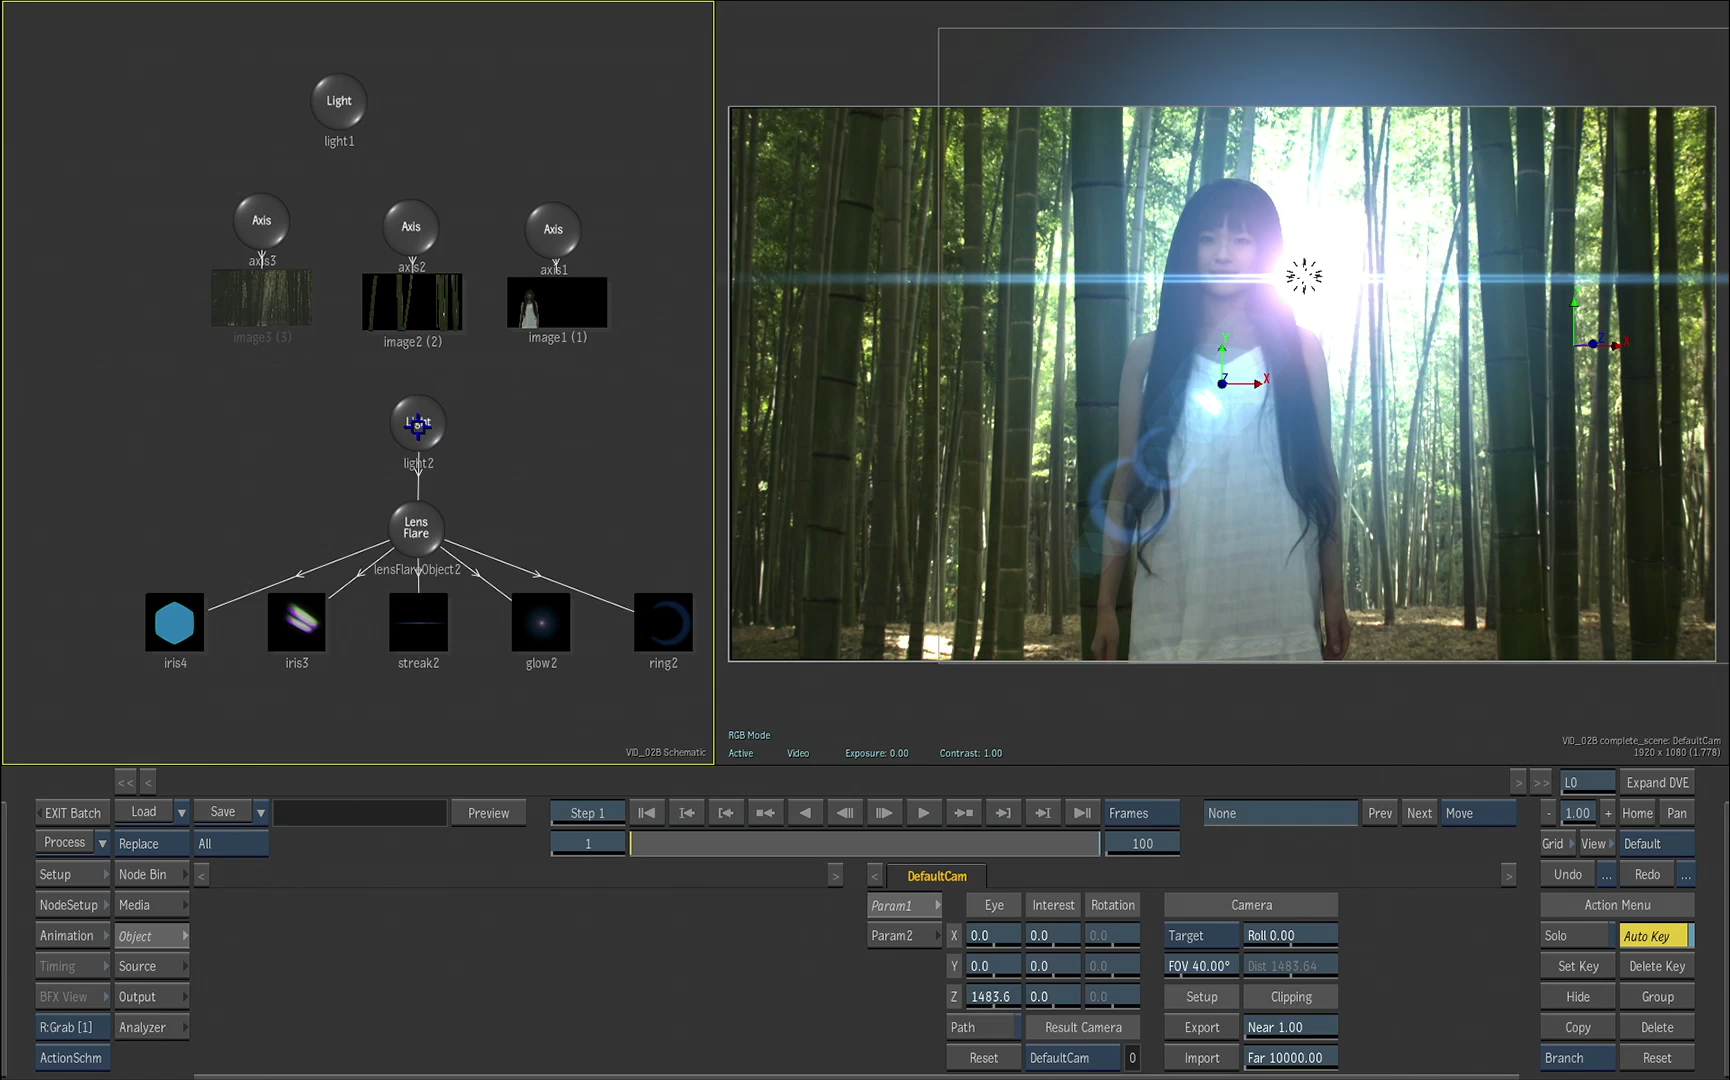 Light
light1
Axis
Axis
Axis
axis3
axis2
axis1
image3 (3)
image2 (2)
image1 (1)
Light
light2
Lens
Flare
lensFlareObject2
iris4
iris3
streak2
glow2
ring2
VID_02B Schematic
Y
Z
X
Z
X
RGB Mode
Active Video Exposure: 0.00 Contrast: 1.00
VID_02B complete_scene: DefaultCam
1920 x 1080 (1.778)
<< < > >> L0 Expand DVE
EXIT Batch Load Save Preview Step 1 Frames None Prev Next Move - 1.00 + Home Pan
Process Replace All 1 100 Grid View Default
Setup Node Bin < > < DefaultCam > Undo ... Redo ...
NodeSetup Media Param1 Eye Interest Rotation Camera Action Menu
Animation Object Param2 X 0.0 0.0 0.0 Target Roll 0.00 Solo Auto Key
Timing Source Y 0.0 0.0 0.0 FOV 40.00° Dist 1483.64 Set Key Delete Key
BFX View Output Z 1483.6 0.0 0.0 Setup Clipping Hide Group
R:Grab [1] Analyzer Path Result Camera Export Near 1.00 Copy Delete
ActionSchm Reset DefaultCam 0 Import Far 10000.00 Branch Reset